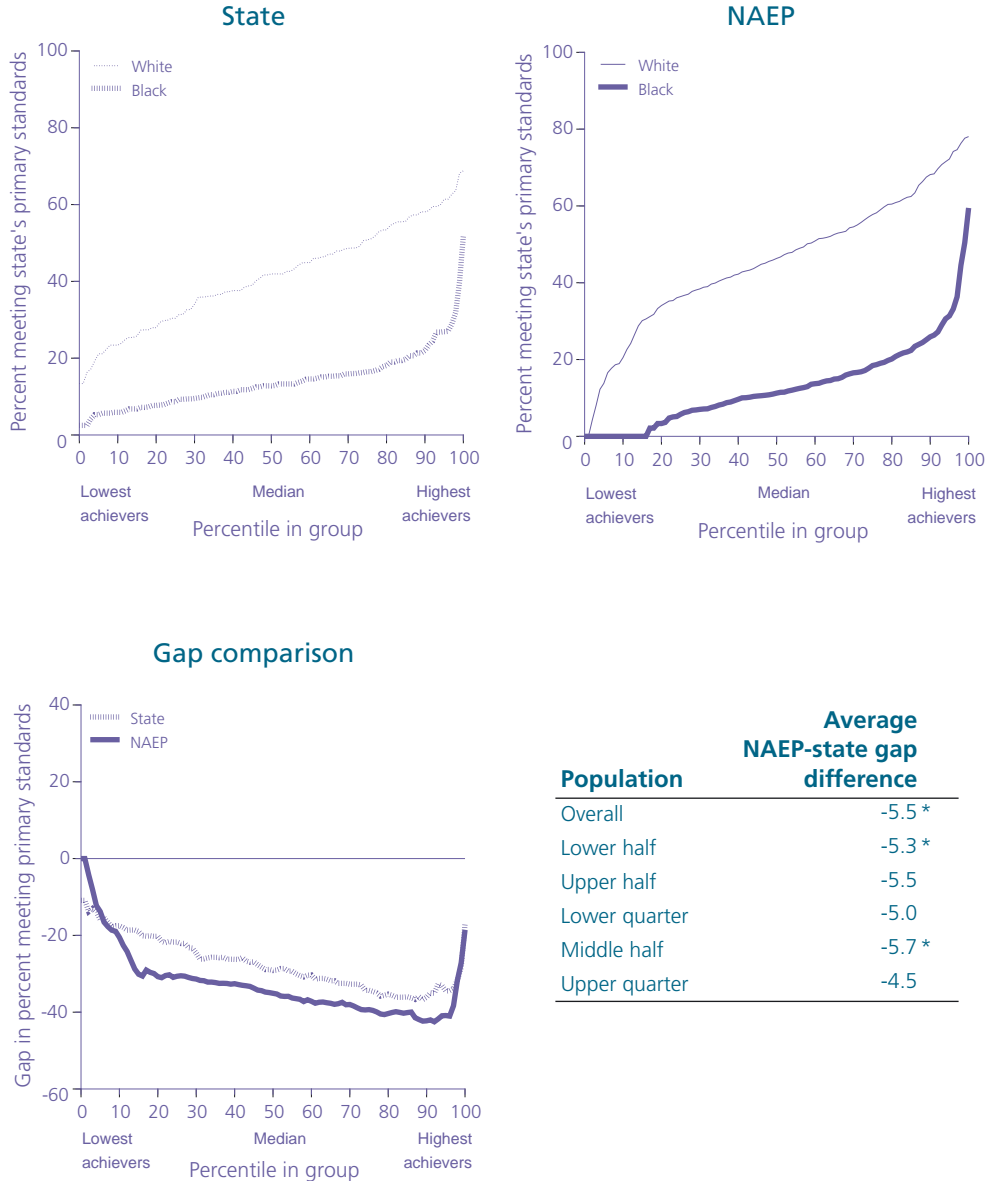 State
Percent meeting state's primary standards
100
80
60
40
20
0
White
Black
0 10 20 30 40 50 60 70 80 90 100
Lowest Median Highest
achievers achievers
Percentile in group
NAEP
Percent meeting state's primary standards
100
80
60
40
20
0
White
Black
0 10 20 30 40 50 60 70 80 90 100
Lowest Median Highest
achievers achievers
Percentile in group
Gap comparison
Gap in percent meeting primary standards
40
20
0
-20
-40
-60
State
NAEP
0 10 20 30 40 50 60 70 80 90 100
Lowest Median Highest
achievers achievers
Percentile in group
Average
NAEP-state gap
Population difference
Overall -5.5 *
Lower half -5.3 *
Upper half -5.5
Lower quarter -5.0
Middle half -5.7 *
Upper quarter -4.5